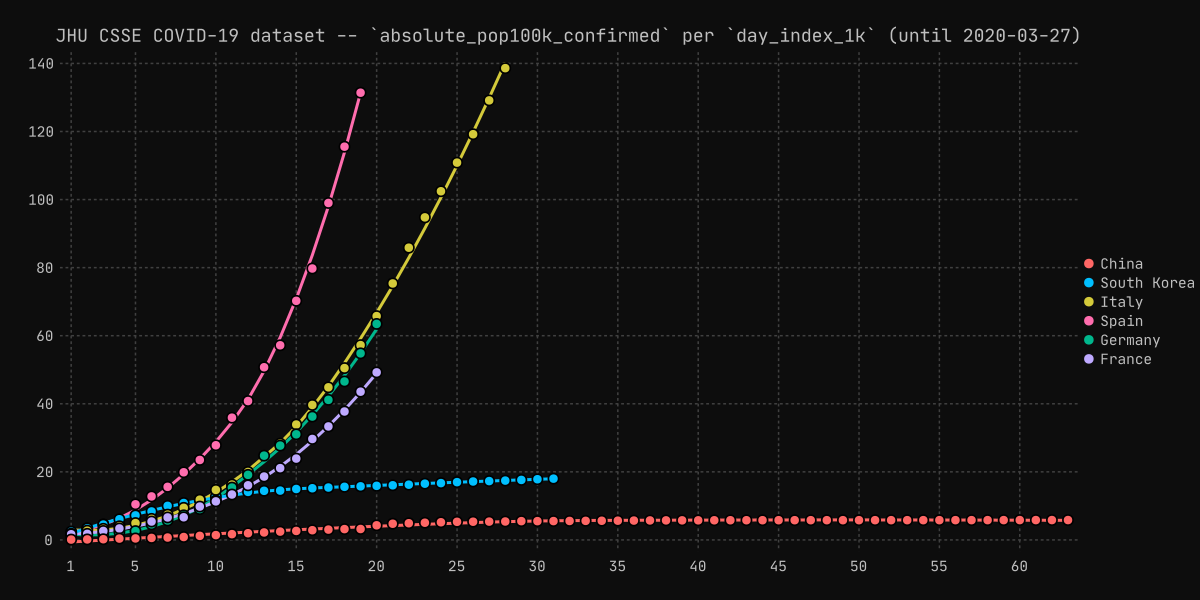 JHU CSSE COVID-19 dataset -- `absolute_pop100k_confirmed` per `day_index_1k` (until 2020-03-27)
140
120
100
80
60
40
20
0
1 5 10 15 20 25 30 35 40 45 50 55 60
China
South Korea
Italy
Spain
Germany
France